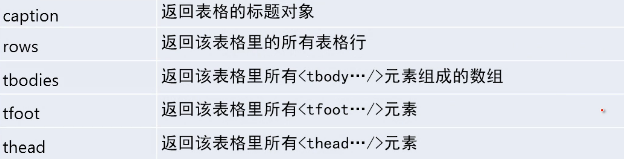 caption 返回表格的标题对象
rows 返回该表格里的所有表格行
tbodies 返回该表格里所有<tbody…/>元素组成的数组
tfoot 返回该表格里所有<tfoot…/>元素
thead 返回该表格里所有<thead…/>元素